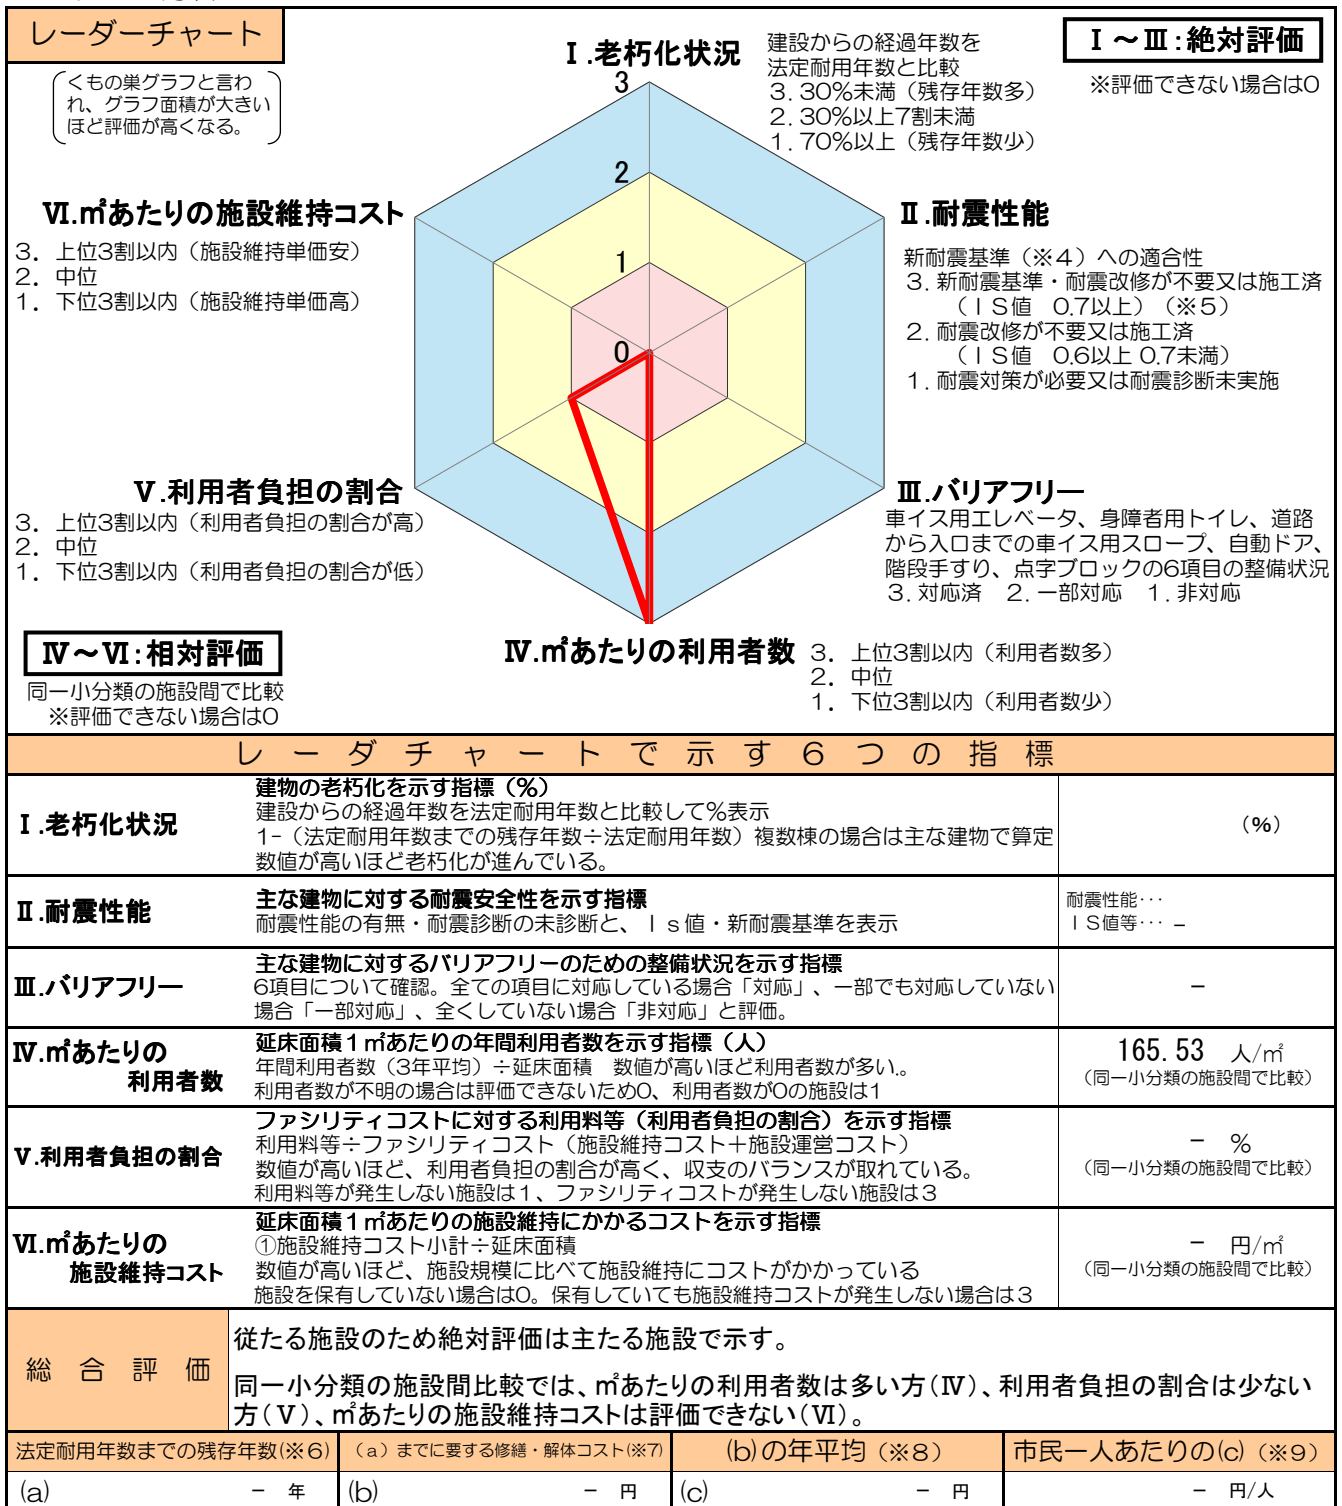 レーダーチャート
くもの巣グラフと言わ
れ、グラフ面積が大きい
ほど評価が高くなる。
Ⅰ.老朽化状況
建設からの経過年数を
法定耐用年数と比較
3. 30%未満（残存年数多）
2. 30%以上7割未満
1. 70%以上（残存年数少）
Ⅰ～Ⅲ:絶対評価
※評価できない場合は0
3
2
1
0
Ⅵ.㎡あたりの施設維持コスト
3. 上位3割以内（施設維持単価安）
2. 中位
1. 下位3割以内（施設維持単価高）
Ⅱ.耐震性能
新耐震基準（※4）への適合性
3. 新耐震基準・耐震改修が不要又は施工済
（ＩＳ値 0.7以上）（※5）
2. 耐震改修が不要又は施工済
（ＩＳ値 0.6以上 0.7未満）
1. 耐震対策が必要又は耐震診断未実施
Ⅴ.利用者負担の割合
3. 上位3割以内（利用者負担の割合が高）
2. 中位
1. 下位3割以内（利用者負担の割合が低）
Ⅲ.バリアフリー
車イス用エレベータ、身障者用トイレ、道路
から入口までの車イス用スロープ、自動ドア、
階段手すり、点字ブロックの6項目の整備状況
3. 対応済 2. 一部対応 1. 非対応
Ⅳ～Ⅵ:相対評価
同一小分類の施設間で比較
※評価できない場合は0
Ⅳ.㎡あたりの利用者数
3. 上位3割以内（利用者数多）
2. 中位
1. 下位3割以内（利用者数少）
レーダチャートで示す6つの指標
Ⅰ.老朽化状況
建物の老朽化を示す指標（%）
建設からの経過年数を法定耐用年数と比較して%表示
1-（法定耐用年数までの残存年数÷法定耐用年数）複数棟の場合は主な建物で算定
数値が高いほど老朽化が進んでいる。
（%）
Ⅱ.耐震性能
主な建物に対する耐震安全性を示す指標
耐震性能の有無・耐震診断の未診断と、Ｉｓ値・新耐震基準を表示
耐震性能･･･
ＩＳ値等･･･ −
Ⅲ.バリアフリー
主な建物に対するバリアフリーのための整備状況を示す指標
6項目について確認。全ての項目に対応している場合「対応」、一部でも対応していない
場合「一部対応」、全くしていない場合「非対応」と評価。
−
Ⅳ.㎡あたりの
利用者数
延床面積１㎡あたりの年間利用者数を示す指標（人）
年間利用者数（3年平均）÷延床面積 数値が高いほど利用者数が多い。
利用者数が不明の場合は評価できないため0、利用者数が0の施設は1
165.53 人/㎡
（同一小分類の施設間で比較）
Ⅴ.利用者負担の割合
ファシリティコストに対する利用料等（利用者負担の割合）を示す指標
利用料等÷ファシリティコスト（施設維持コスト＋施設運営コスト）
数値が高いほど、利用者負担の割合が高く、収支のバランスが取れている。
利用料等が発生しない施設は１、ファシリティコストが発生しない施設は３
− %
（同一小分類の施設間で比較）
Ⅵ.㎡あたりの
施設維持コスト
延床面積１㎡あたりの施設維持にかかるコストを示す指標
①施設維持コスト小計÷延床面積
数値が高いほど、施設規模に比べて施設維持にコストがかかっている
施設を保有していない場合は0。保有していても施設維持コストが発生しない場合は３
− 円/㎡
（同一小分類の施設間で比較）
総合評価
従たる施設のため絶対評価は主たる施設で示す。
同一小分類の施設間比較では、㎡あたりの利用者数は多い方(Ⅳ)、利用者負担の割合は少ない
方(Ⅴ)、㎡あたりの施設維持コストは評価できない(Ⅵ)。
法定耐用年数までの残存年数(※6)
（a）までに要する修繕・解体コスト(※7)
(b)の年平均（※8）
市民一人あたりの(c)（※9）
(a) − 年
(b) − 円
(c) − 円
− 円/人